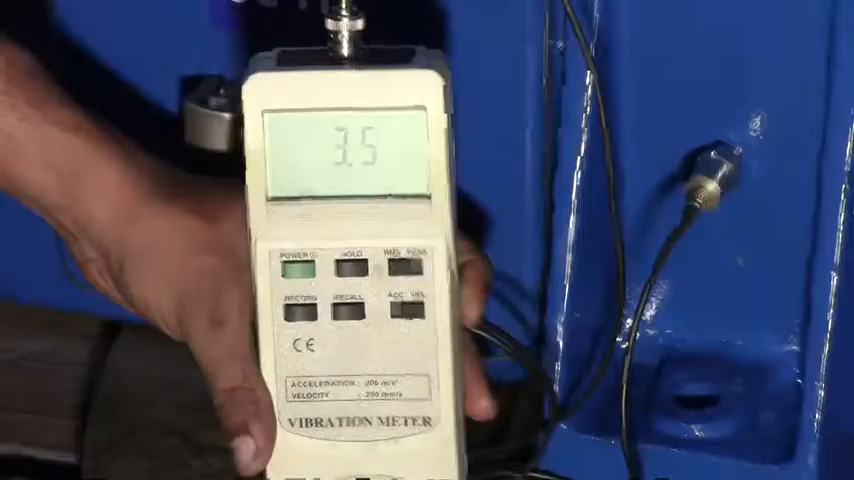 3.5
POWER HOLD RMS PEAK
RECORD RECALL ACC VEL
CE
ACCELERATION : 200 m/s²
VELOCITY : 200 mm/s
VIBRATION METER